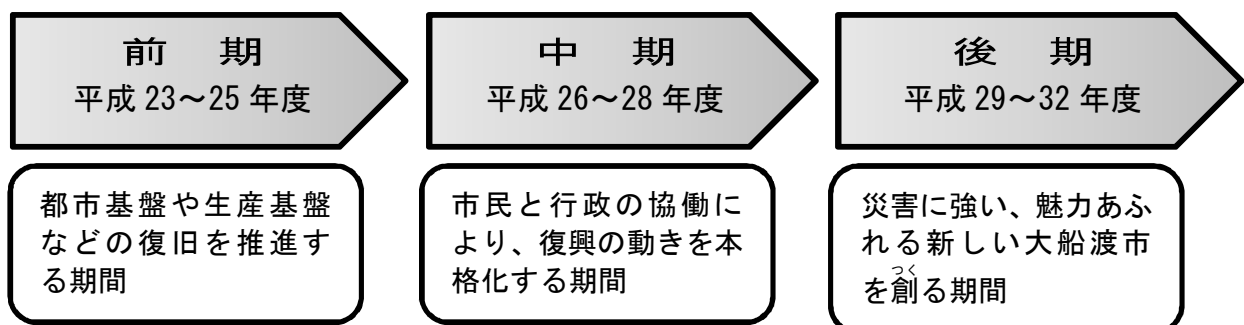 前 期
平成 23～25 年度
都市基盤や生産基盤
などの復旧を推進す
る期間
中 期
平成 26～28 年度
市民と行政の協働に
より、復興の動きを本
格化する期間
後 期
平成 29～32 年度
災害に強い、魅力あふ
れる新しい大船渡市
つく
を創る期間